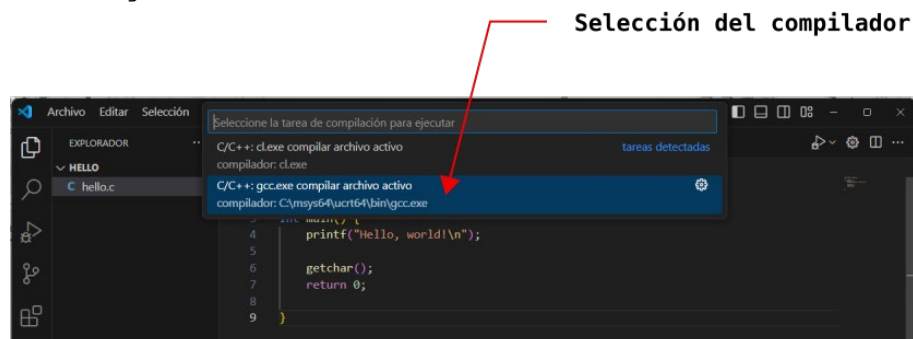 Selección del compilador
Archivo Editar Selección
Seleccione la tarea de compilación para ejecutar
EXPLORADOR
C/C++: cl.exe compilar archivo activo
tareas detectadas
compilador: cl.exe
HELLO
C hello.c
C/C++: gcc.exe compilar archivo activo
compilador: C:\msys64\ucrt64\bin\gcc.exe
3 int main() {
4 printf("Hello, world!\n");
5
6 getchar();
7 return 0;
8
9 }